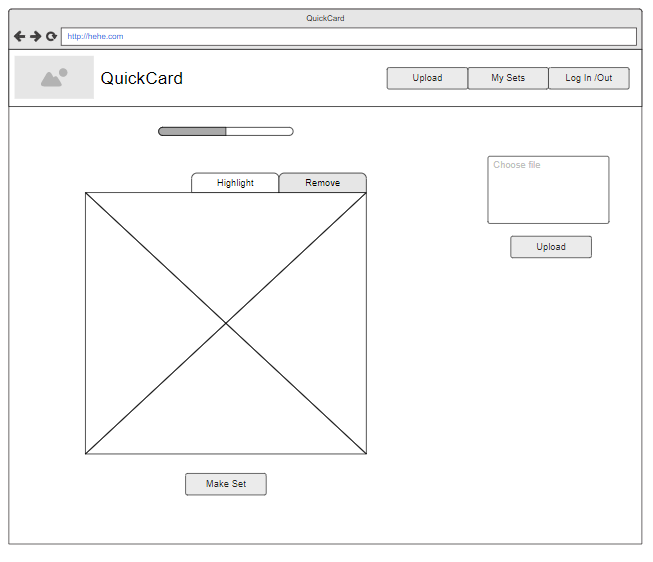 QuickCard
http://hehe.com
QuickCard
Upload
My Sets
Log In /Out
Choose file
Highlight
Remove
Upload
Make Set